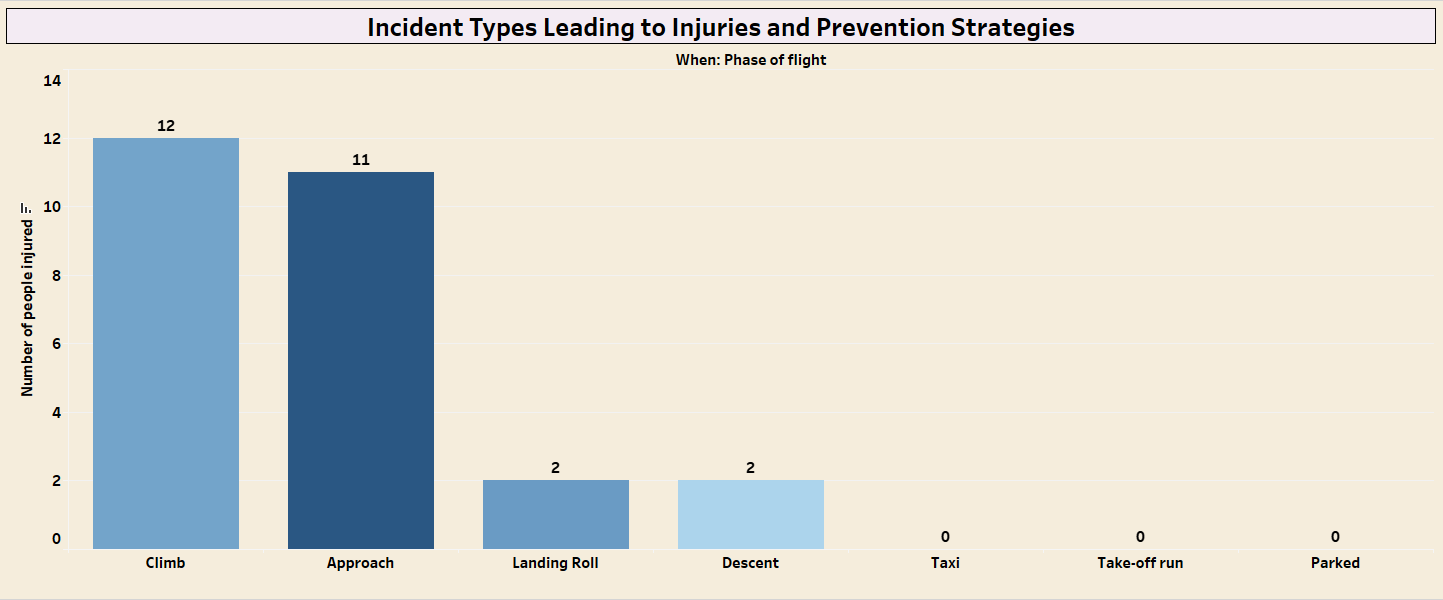 Incident Types Leading to Injuries and Prevention Strategies
When: Phase of flight
Number of people injured
14
12
10
8
6
4
2
0
12
11
2
2
0
0
0
Climb
Approach
Landing Roll
Descent
Taxi
Take-off run
Parked